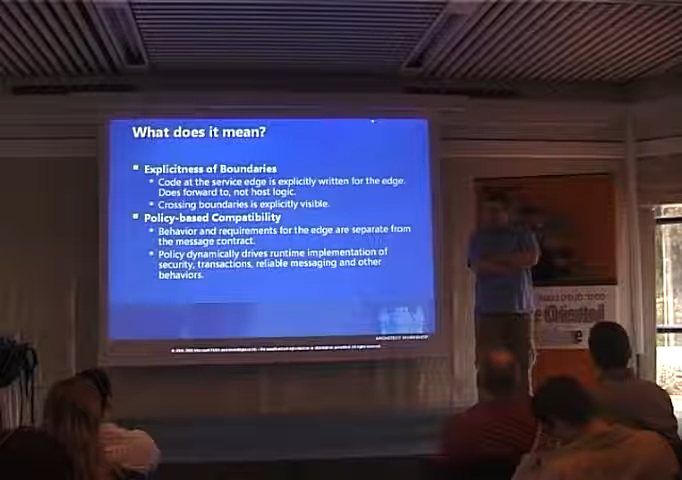 What does it mean?
Explicitness of Boundaries
Code at the service edge is explicitly written for the edge.
Does forward to, not host logic.
Crossing boundaries is explicitly visible.
Policy-based Compatibility
Behavior and requirements for the edge are separate from
the message contract.
Policy dynamically drives runtime implementation of
security, transactions, reliable messaging and other
behaviors.
ARCHITECT WORKSHOP